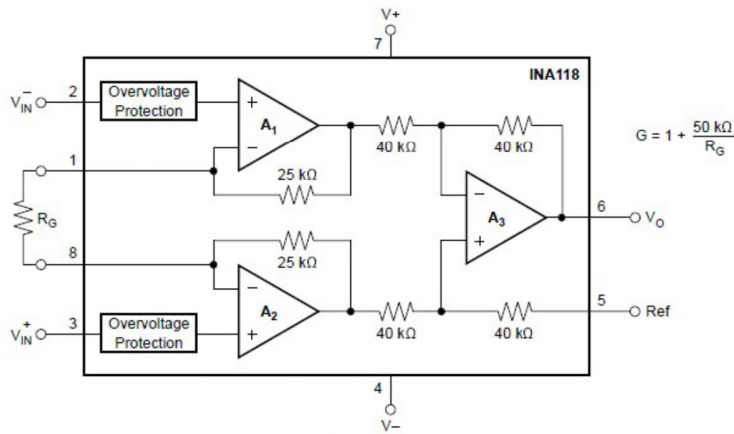 V+
7
INA118
2
Overvoltage
Protection
V⁻IN
+
A1
−
40 kΩ
40 kΩ
G = 1 + 50 kΩ / RG
1
25 kΩ
RG
−
A3
+
6
VO
8
25 kΩ
−
A2
+
5
Ref
3
Overvoltage
Protection
V⁺IN
40 kΩ
40 kΩ
4
V−